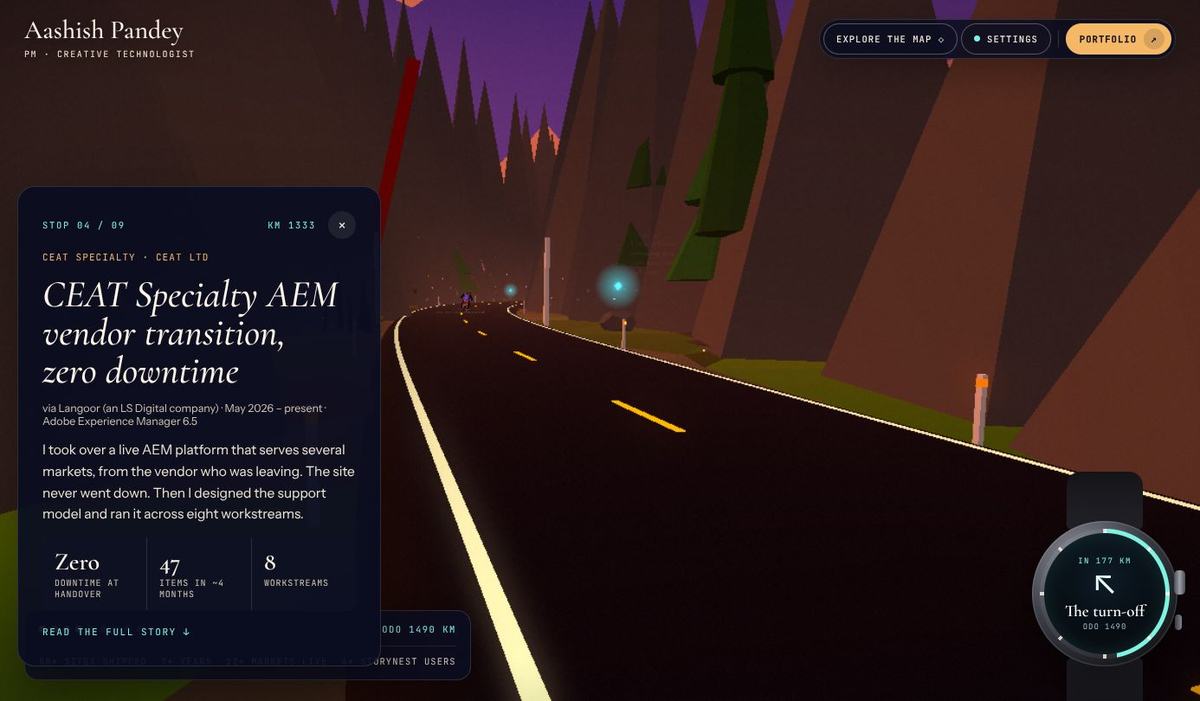 Aashish Pandey
PM · CREATIVE TECHNOLOGIST
EXPLORE THE MAP ◇
SETTINGS
PORTFOLIO ↗
STOP 04 / 09
KM 1333
×
CEAT SPECIALTY · CEAT LTD
CEAT Specialty AEM
vendor transition,
zero downtime
via Langoor (an LS Digital company) · May 2026 – present ·
Adobe Experience Manager 6.5
I took over a live AEM platform that serves several
markets, from the vendor who was leaving. The site
never went down. Then I designed the support
model and ran it across eight workstreams.
Zero
DOWNTIME AT
HANDOVER
47
ITEMS IN ~4
MONTHS
8
WORKSTREAMS
READ THE FULL STORY ↓
ODO 1490 KM
USERS
IN 177 KM
The turn-off
ODO 1490